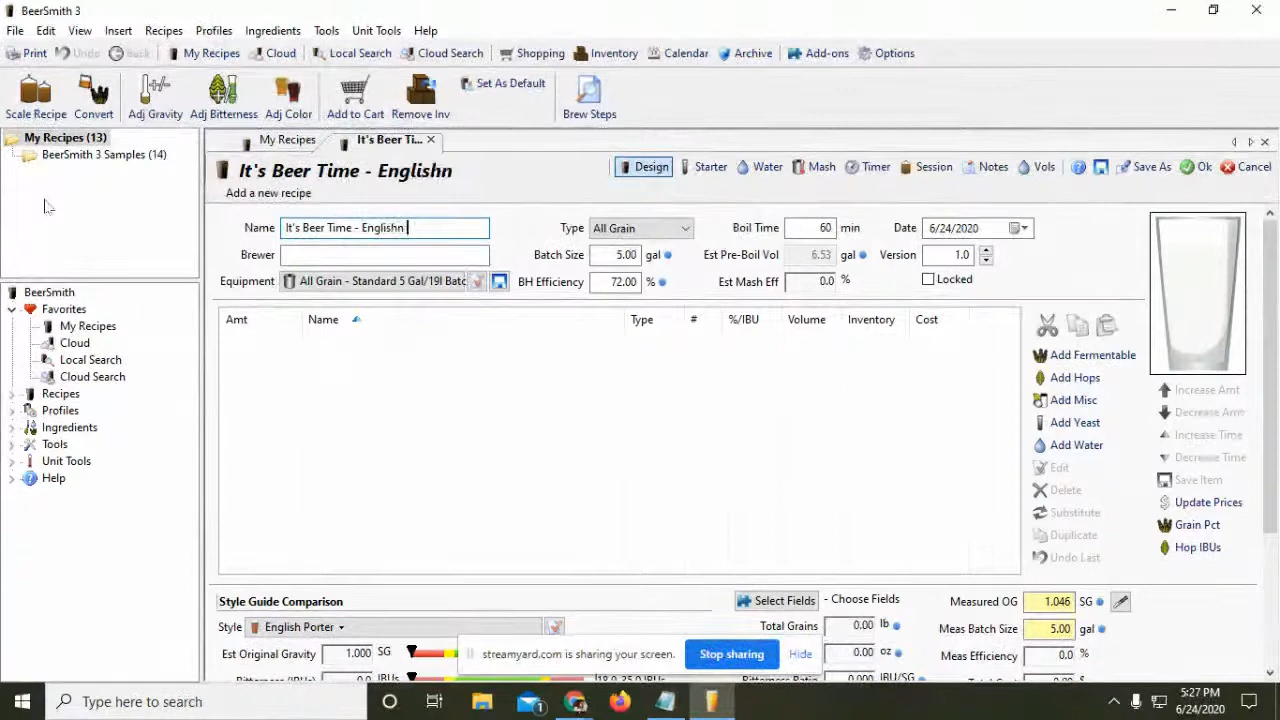 BeerSmith 3
File Edit View Insert Recipes Profiles Ingredients Tools Unit Tools Help
Print Undo Back My Recipes Cloud Local Search Cloud Search Shopping Inventory Calendar Archive Add-ons Options
Scale Recipe Convert Adj Gravity Adj Bitterness Adj Color Add to Cart Remove Inv Set As Default Brew Steps
My Recipes (13)
BeerSmith 3 Samples (14)
My Recipes It's Beer Ti...
It's Beer Time - Englishn
Design Starter Water Mash Timer Session Notes Vols Save As Ok Cancel
Add a new recipe
Name It's Beer Time - Englishn Type All Grain Boil Time 60 min Date 6/24/2020
Brewer Batch Size 5.00 gal Est Pre-Boil Vol 6.53 gal Version 1.0
Equipment All Grain - Standard 5 Gal/19l Batc BH Efficiency 72.00 % Est Mash Eff 0.0 % Locked
BeerSmith
Favorites
My Recipes
Cloud
Local Search
Cloud Search
Recipes
Profiles
Ingredients
Tools
Unit Tools
Help
Amt Name Type # %/IBU Volume Inventory Cost
Add Fermentable
Add Hops
Add Misc
Add Yeast
Add Water
Edit
Delete
Substitute
Duplicate
Undo Last
Increase Amt
Decrease Amt
Increase Time
Decrease Time
Save Item
Update Prices
Grain Pct
Hop IBUs
Style Guide Comparison Select Fields - Choose Fields Measured OG 1.046 SG
Style English Porter Total Grains 0.00 lb Meas Batch Size 5.00 gal
Est Original Gravity 1.000 SG 0.00 oz Meas Efficiency 0.0 %
streamyard.com is sharing your screen. Stop sharing Hide
Type here to search
5:27 PM
6/24/2020